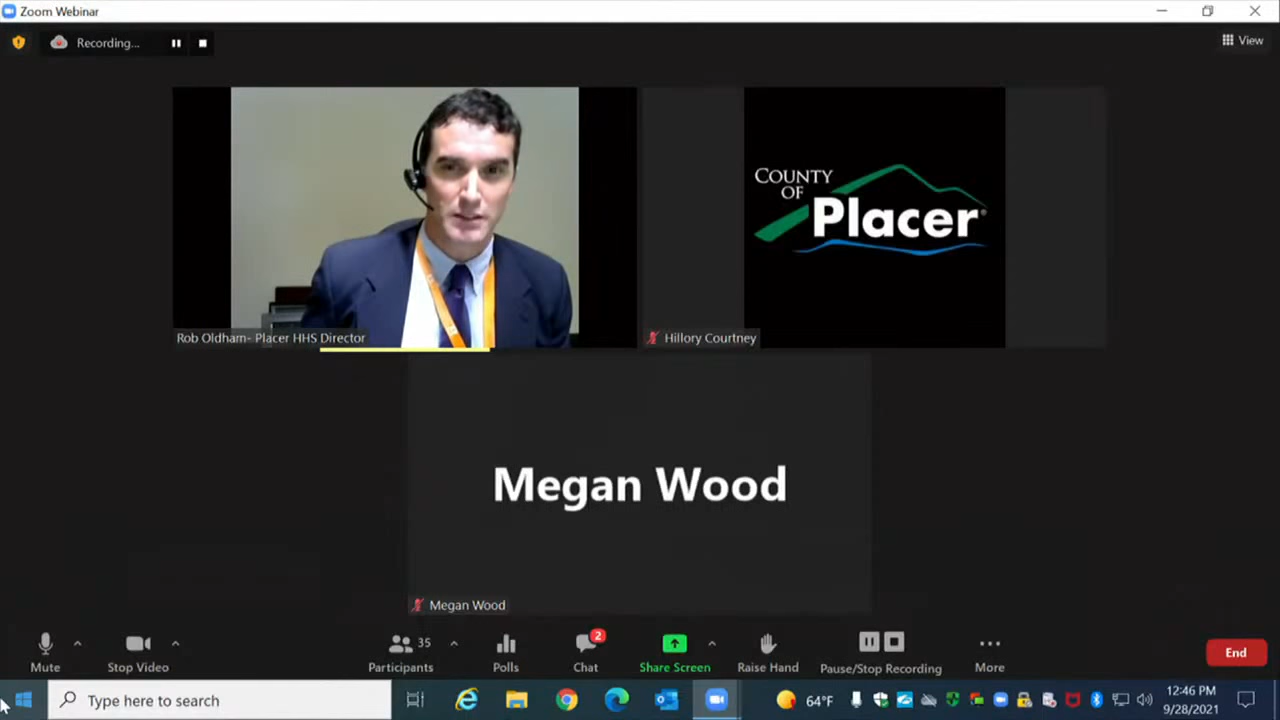 Zoom Webinar
Recording...
View
COUNTY
OF
Placer
Rob Oldham- Placer HHS Director
Hillory Courtney
Megan Wood
Megan Wood
35
2
Mute
Stop Video
Participants
Polls
Chat
Share Screen
Raise Hand
Pause/Stop Recording
More
End
Type here to search
64°F
12:46 PM
9/28/2021